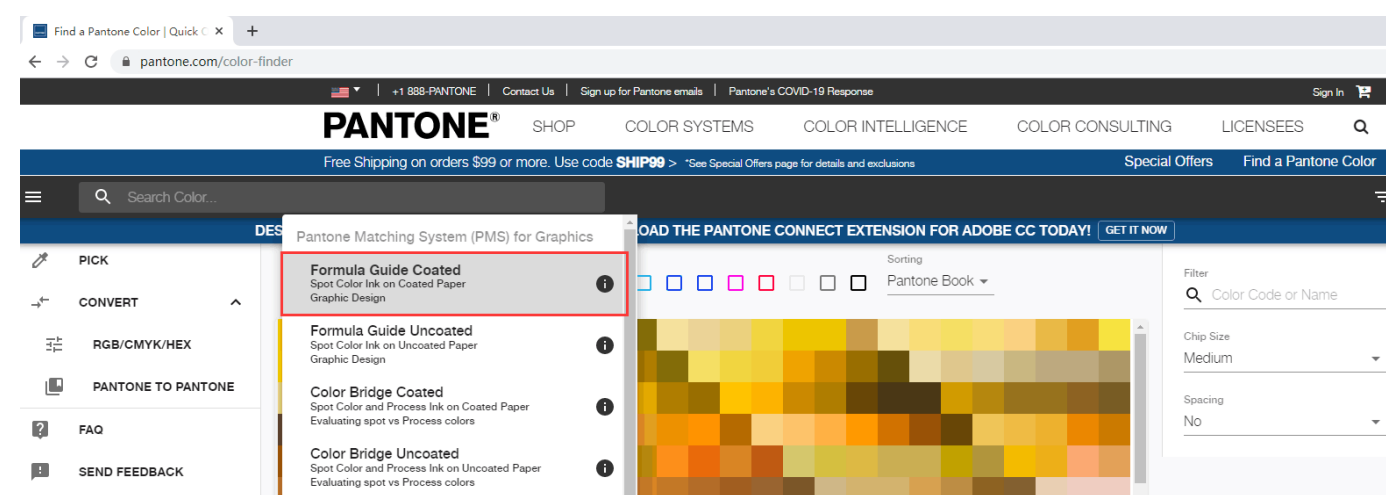 Find a Pantone Color | Quick C
pantone.com/color-finder
+1 888-PANTONE | Contact Us | Sign up for Pantone emails | Pantone's COVID-19 Response
Sign In
PANTONE®
SHOP
COLOR SYSTEMS
COLOR INTELLIGENCE
COLOR CONSULTING
LICENSEES
Free Shipping on orders $99 or more. Use code SHIP99 > *See Special Offers page for details and exclusions
Special Offers
Find a Pantone Color
Search Color...
DES
OAD THE PANTONE CONNECT EXTENSION FOR ADOBE CC TODAY!
GET IT NOW
PICK
CONVERT
RGB/CMYK/HEX
PANTONE TO PANTONE
FAQ
SEND FEEDBACK
Pantone Matching System (PMS) for Graphics
Formula Guide Coated
Spot Color Ink on Coated Paper
Graphic Design
Formula Guide Uncoated
Spot Color Ink on Uncoated Paper
Graphic Design
Color Bridge Coated
Spot Color and Process Ink on Coated Paper
Evaluating spot vs Process colors
Color Bridge Uncoated
Spot Color and Process Ink on Uncoated Paper
Evaluating spot vs Process colors
Sorting
Pantone Book
Filter
Color Code or Name
Chip Size
Medium
Spacing
No